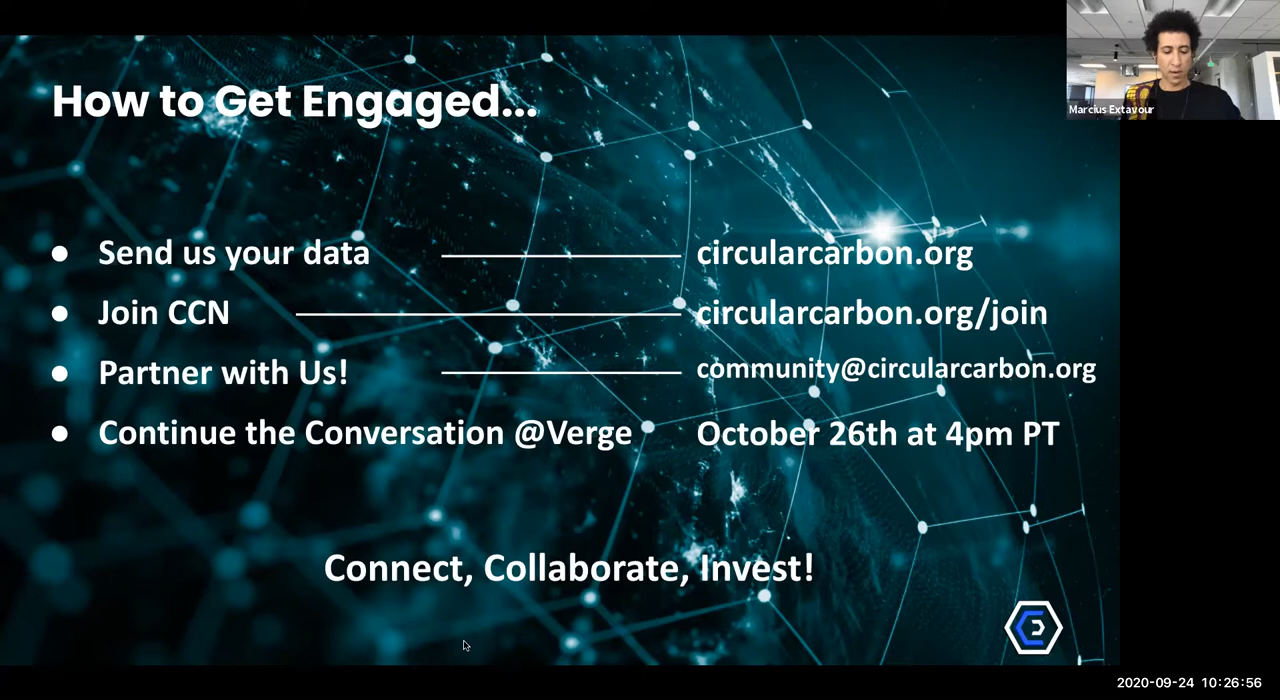 How to Get Engaged...
Marcius Extavour
● Send us your data circularcarbon.org
● Join CCN circularcarbon.org/join
● Partner with Us! community@circularcarbon.org
● Continue the Conversation @Verge October 26th at 4pm PT
Connect, Collaborate, Invest!
2020-09-24 10:26:56